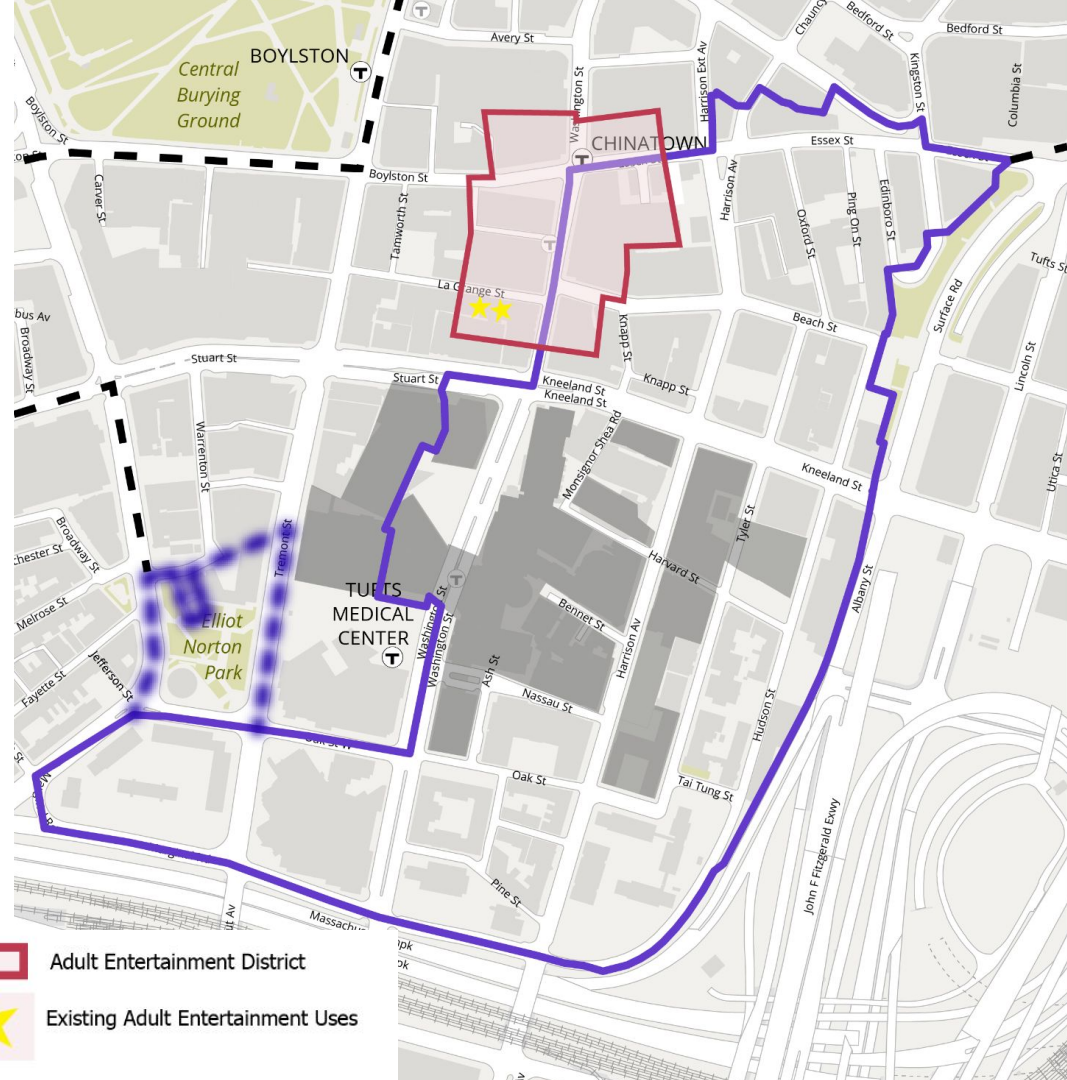 Avery St
Washington St
Harrison Ext Av
Bedford St
Bedford St
Kingston St
Columbia St
BOYLSTON
T
T
Central
Burying
Ground
Boylston St
CHINATOWN
T
Essex St
Boylston St
Carver St
Tamworth St
Harrison Av
Oxford St
Ping On St
Edinboro St
T
Tufts St
La Grange St
Surface Rd
Broadway St
Knapp St
Beach St
Lincoln St
Stuart St
Stuart St
Kneeland St
Kneeland St
Knapp St
Warrenton St
Monsignor Shea Rd
Kneeland St
Utica St
Tyler St
Broadway St
Tremont St
Harvard St
Melrose St
T
Albany St
TUFTS
MEDICAL
CENTER
T
Elliot
Norton
Park
Washington St
Washington St
Bennet St
Harrison Av
Jefferson St
Fayette St
Ash St
Nassau St
Hudson St
Oak St W
Oak St
Tai Tung St
Pine St
John F Fitzgerald Exwy
Adult Entertainment District
Existing Adult Entertainment Uses